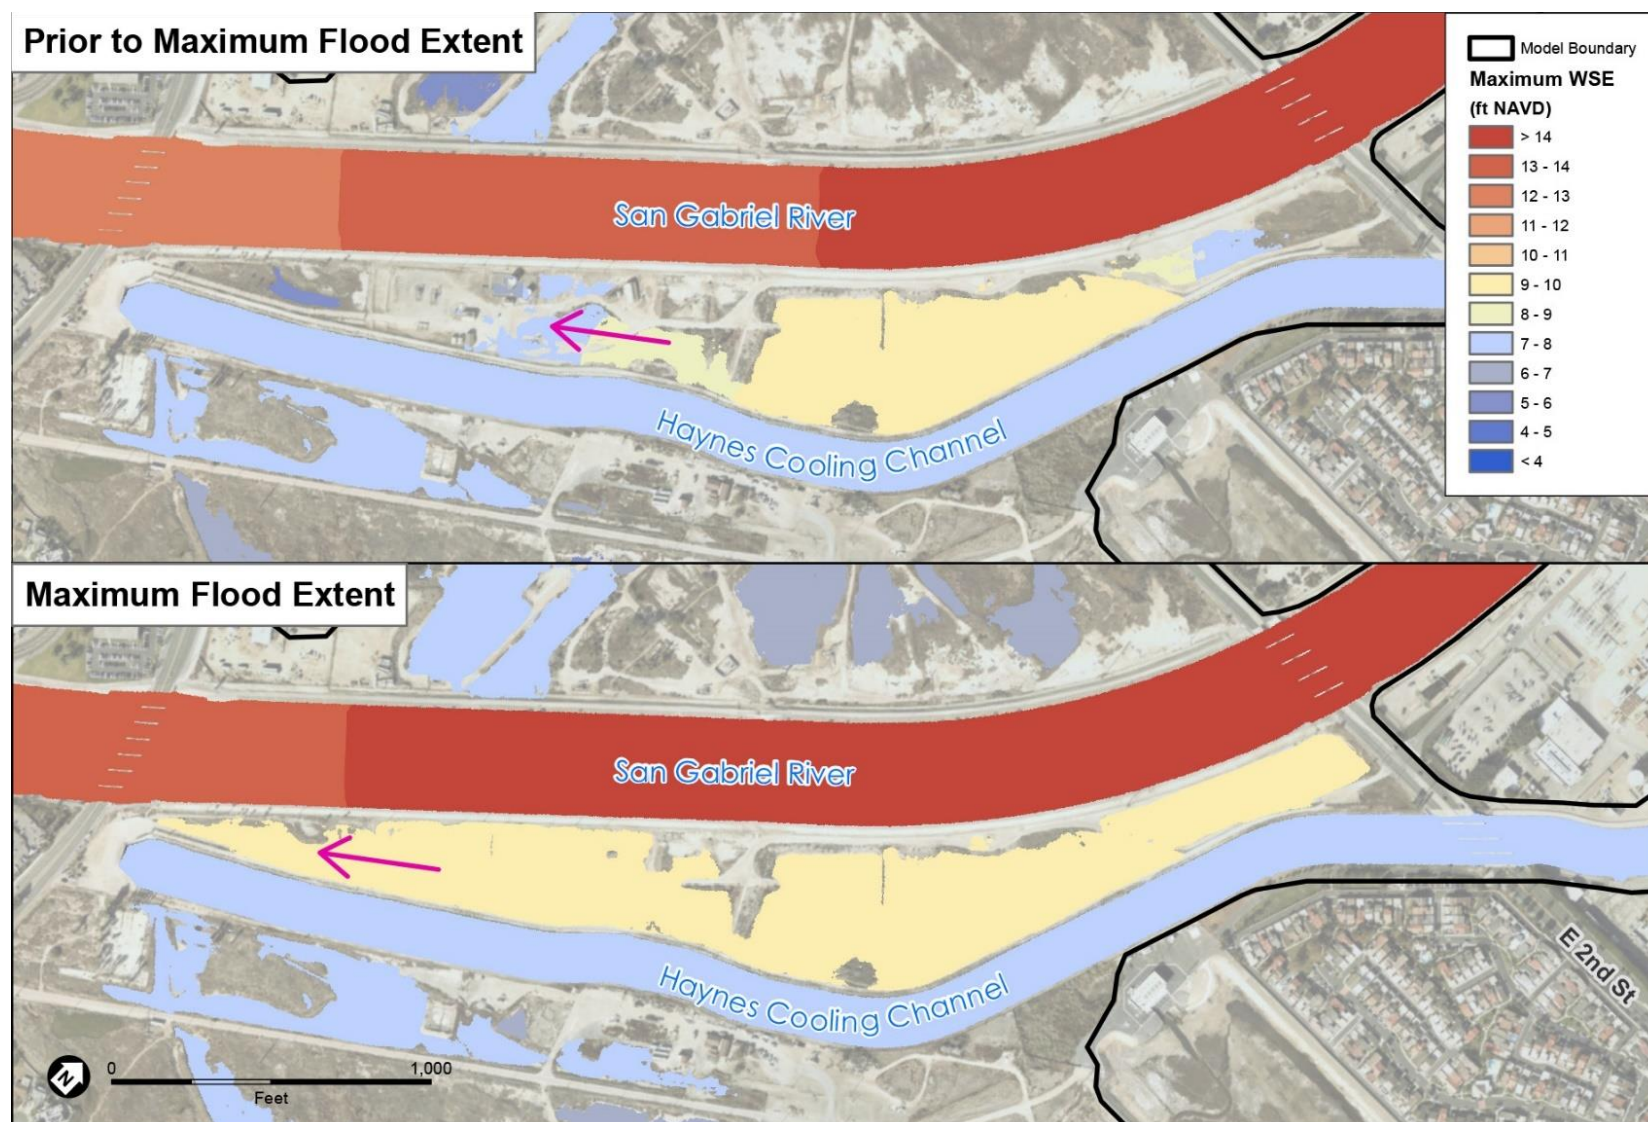 Prior to Maximum Flood Extent
Model Boundary
Maximum WSE
(ft NAVD)
> 14
13 - 14
12 - 13
11 - 12
10 - 11
9 - 10
8 - 9
7 - 8
6 - 7
5 - 6
4 - 5
< 4
San Gabriel River
Haynes Cooling Channel
Maximum Flood Extent
San Gabriel River
Haynes Cooling Channel
E 2nd St
N
0 1,000
Feet